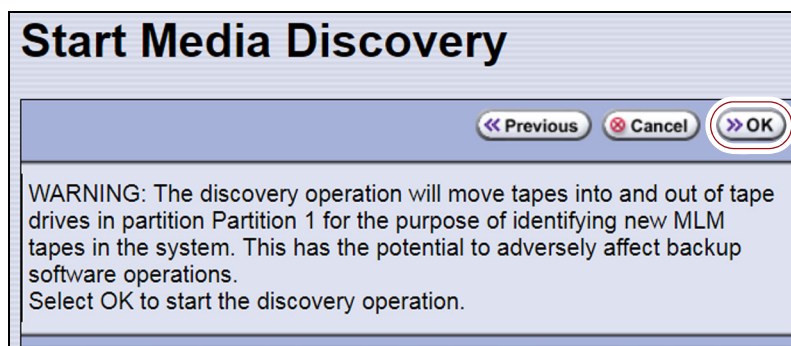 Start Media Discovery
Previous Cancel OK
WARNING: The discovery operation will move tapes into and out of tape
drives in partition Partition 1 for the purpose of identifying new MLM
tapes in the system. This has the potential to adversely affect backup
software operations.
Select OK to start the discovery operation.